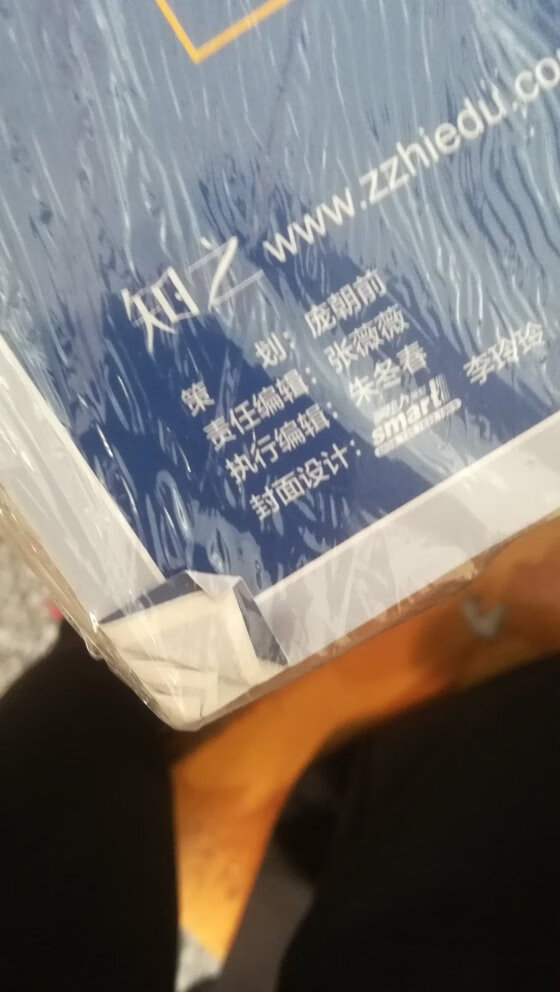 知之 www.zzhiedu.co
策 划：庞朝前
责任编辑：张薇薇
执行编辑：朱冬春 李玲玲
封面设计：smart